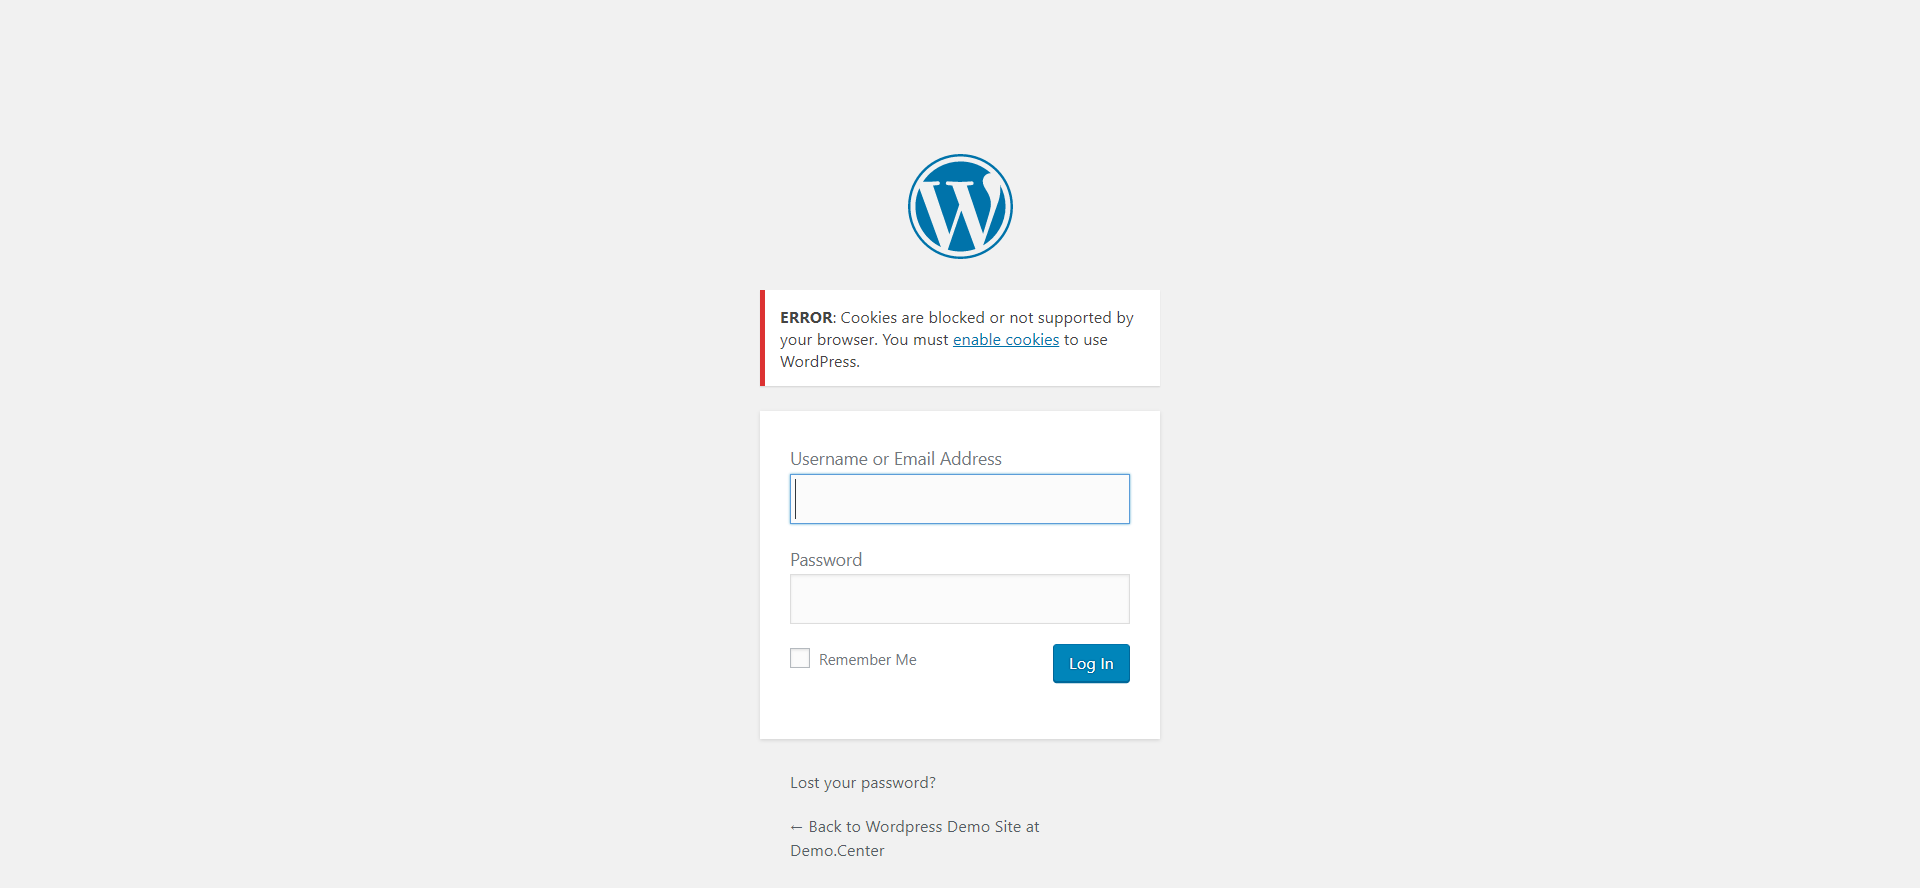 ERROR: Cookies are blocked or not supported by
your browser. You must enable cookies to use
WordPress.
Username or Email Address
Password
Remember Me
Log In
Lost your password?
← Back to Wordpress Demo Site at
Demo.Center